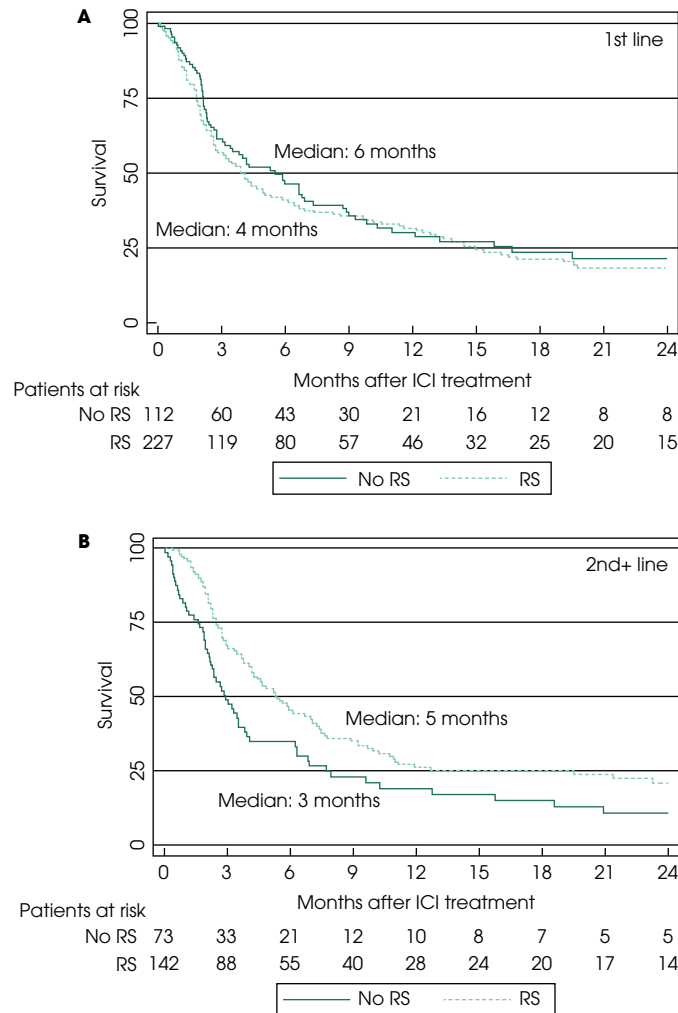 A
1st line
100
75
50
25
0
Survival
Median: 6 months
Median: 4 months
0 3 6 9 12 15 18 21 24
Months after ICI treatment
Patients at risk
No RS 112 60 43 30 21 16 12 8 8
RS 227 119 80 57 46 32 25 20 15
No RS RS
B
2nd+ line
100
75
50
25
0
Survival
Median: 5 months
Median: 3 months
0 3 6 9 12 15 18 21 24
Months after ICI treatment
Patients at risk
No RS 73 33 21 12 10 8 7 5 5
RS 142 88 55 40 28 24 20 17 14
No RS RS